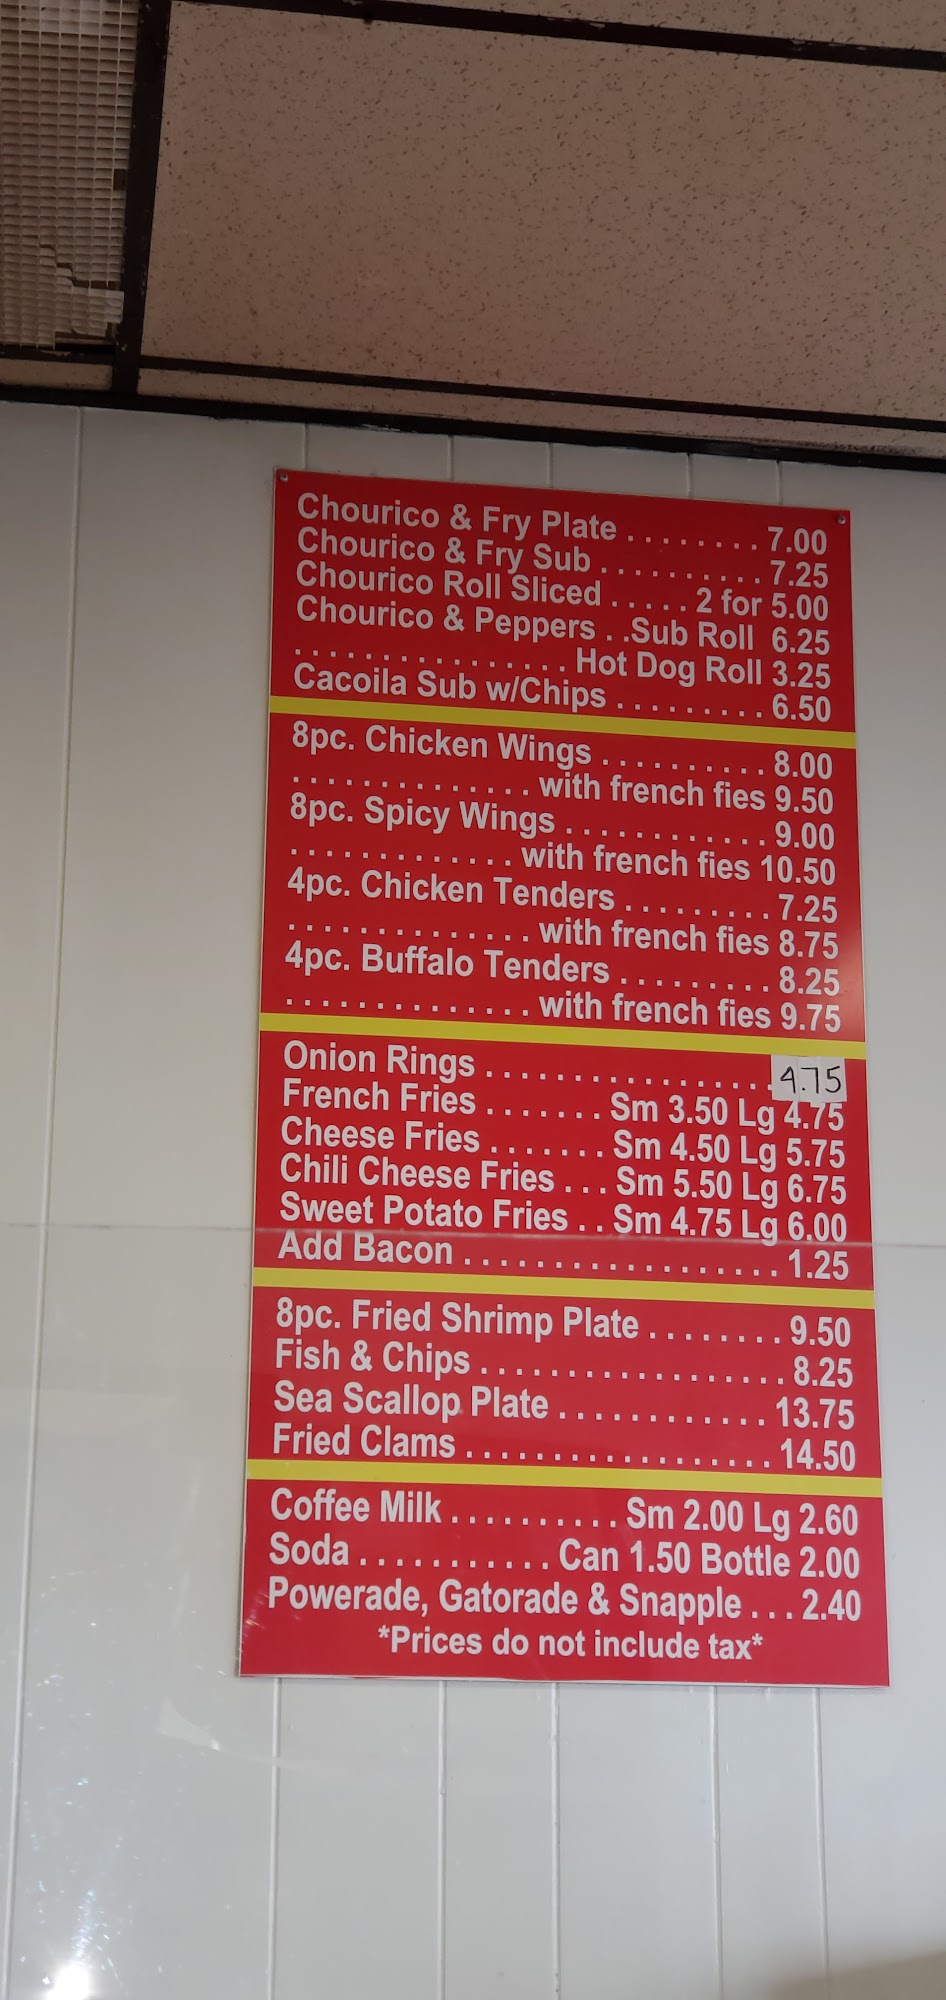 Chourico & Fry Plate . . . . . . . . 7.00
Chourico & Fry Sub . . . . . . . . . . 7.25
Chourico Roll Sliced . . . . . 2 for 5.00
Chourico & Peppers . .Sub Roll 6.25
. . . . . . . . . . . . . . . . Hot Dog Roll 3.25
Cacoila Sub w/Chips . . . . . . . . . 6.50
8pc. Chicken Wings . . . . . . . . . . 8.00
. . . . . . . . . . . . . . with french fies 9.50
8pc. Spicy Wings . . . . . . . . . . . . 9.00
. . . . . . . . . . . . . with french fies 10.50
4pc. Chicken Tenders . . . . . . . . . 7.25
. . . . . . . . . . . . . . with french fies 8.75
4pc. Buffalo Tenders . . . . . . . . . 8.25
. . . . . . . . . . . . . . with french fies 9.75
Onion Rings . . . . . . . . . . . . . . . . . 4.75
French Fries . . . . . . . Sm 3.50 Lg 4.75
Cheese Fries . . . . . . . Sm 4.50 Lg 5.75
Chili Cheese Fries . . . Sm 5.50 Lg 6.75
Sweet Potato Fries . . Sm 4.75 Lg 6.00
Add Bacon . . . . . . . . . . . . . . . . . . 1.25
8pc. Fried Shrimp Plate . . . . . . . . 9.50
Fish & Chips . . . . . . . . . . . . . . . . . . 8.25
Sea Scallop Plate . . . . . . . . . . . . 13.75
Fried Clams . . . . . . . . . . . . . . . . . . 14.50
Coffee Milk . . . . . . . . . . Sm 2.00 Lg 2.60
Soda . . . . . . . . . . . Can 1.50 Bottle 2.00
Powerade, Gatorade & Snapple . . . 2.40
*Prices do not include tax*